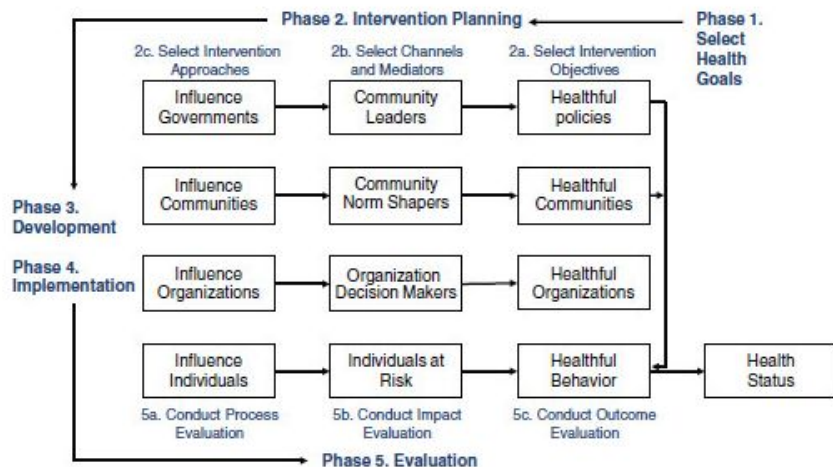 Phase 2. Intervention Planning
Phase 1.
Select
Health
Goals
2c. Select Intervention
Approaches
2b. Select Channels
and Mediators
2a. Select Intervention
Objectives
Influence
Governments
Community
Leaders
Healthful
policies
Influence
Communities
Community
Norm Shapers
Healthful
Communities
Phase 3.
Development
Phase 4.
Implementation
Influence
Organizations
Organization
Decision Makers
Healthful
Organizations
Influence
Individuals
Individuals at
Risk
Healthful
Behavior
Health
Status
5a. Conduct Process
Evaluation
5b. Conduct Impact
Evaluation
5c. Conduct Outcome
Evaluation
Phase 5. Evaluation